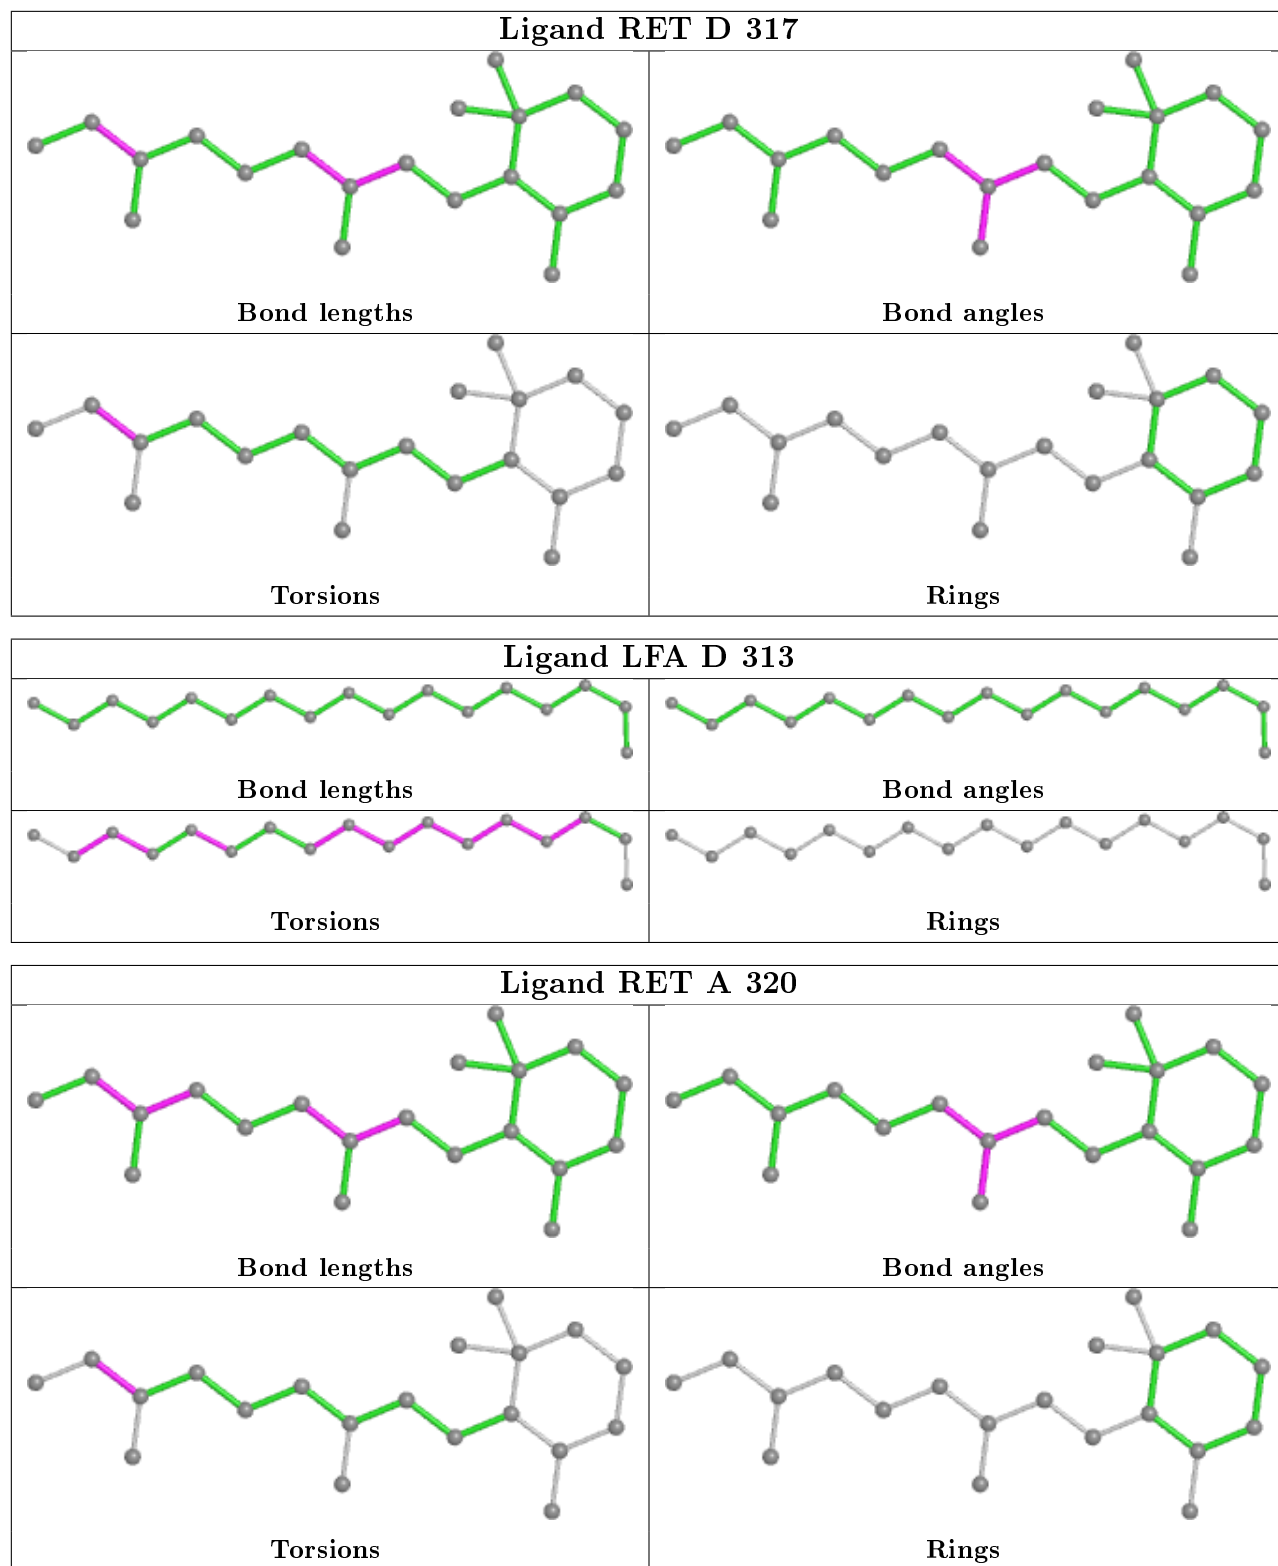 Ligand RET D 317
Bond lengths
Bond angles
Torsions
Rings
Ligand LFA D 313
Bond lengths
Bond angles
Torsions
Rings
Ligand RET A 320
Bond lengths
Bond angles
Torsions
Rings